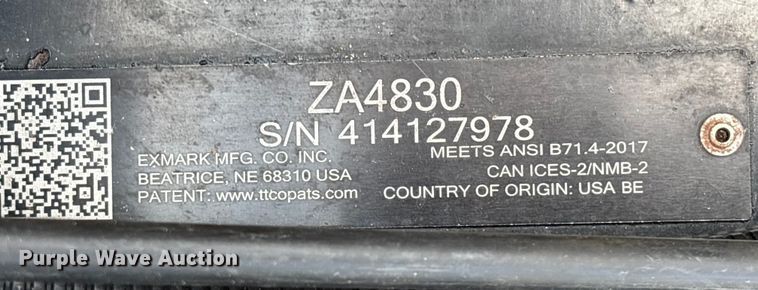 ZA4830
S/N 414127978
EXMARK MFG. CO. INC.
BEATRICE, NE 68310 USA
PATENT: www.ttcopats.com
MEETS ANSI B71.4-2017
CAN ICES-2/NMB-2
COUNTRY OF ORIGIN: USA BE
Purple Wave Auction